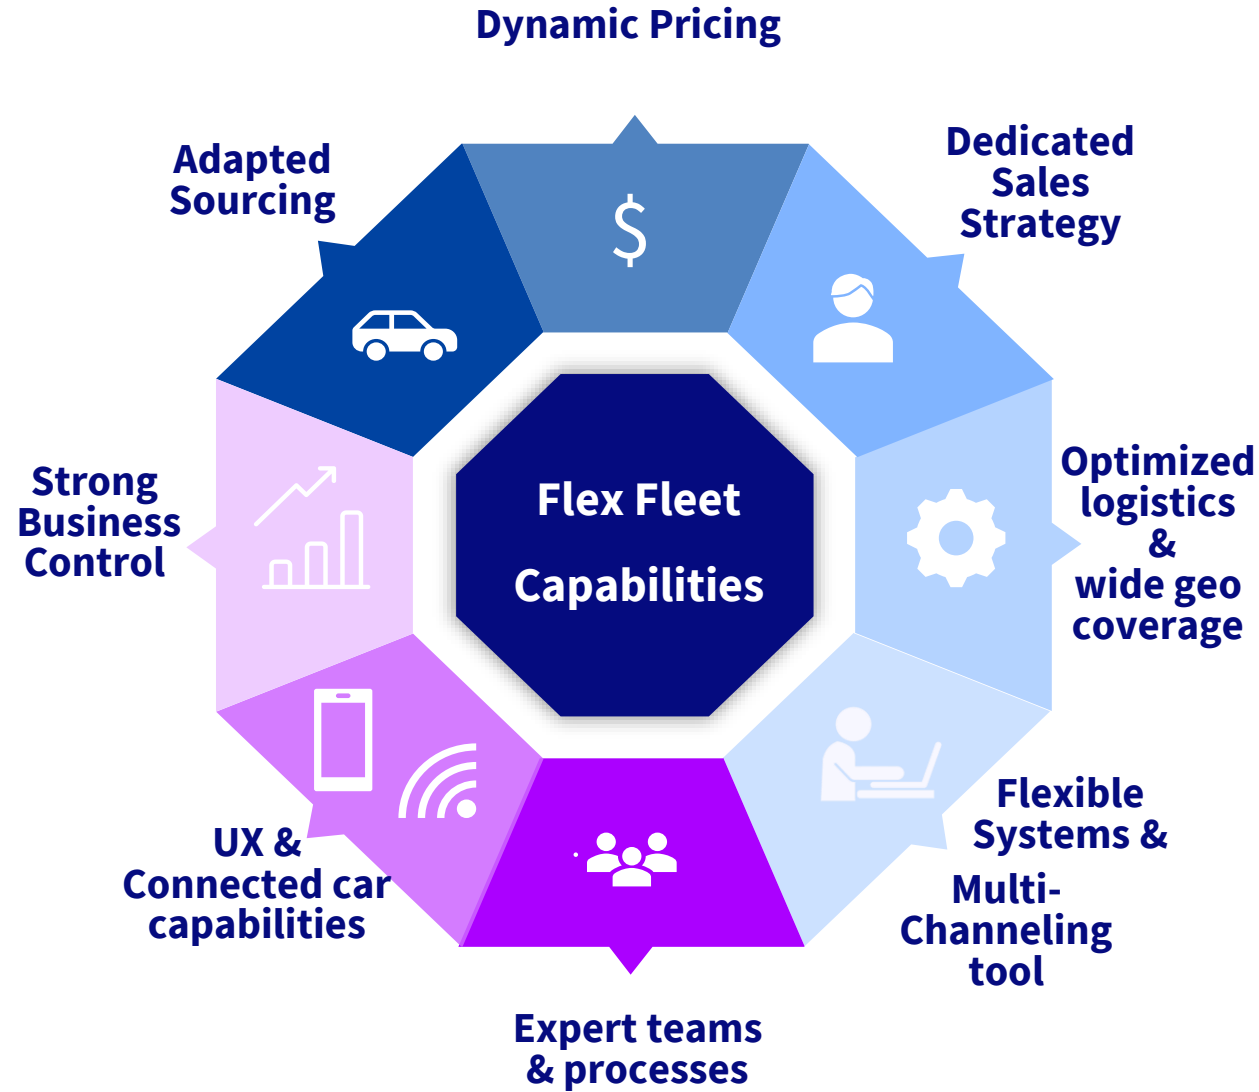 Dynamic Pricing
Adapted
Sourcing
Dedicated
Sales
Strategy
Strong
Business
Control
Flex Fleet
Capabilities
Optimized
logistics
&
wide geo
coverage
UX &
Connected car
capabilities
Flexible
Systems &
Multi-
Channeling
tool
Expert teams
& processes
$